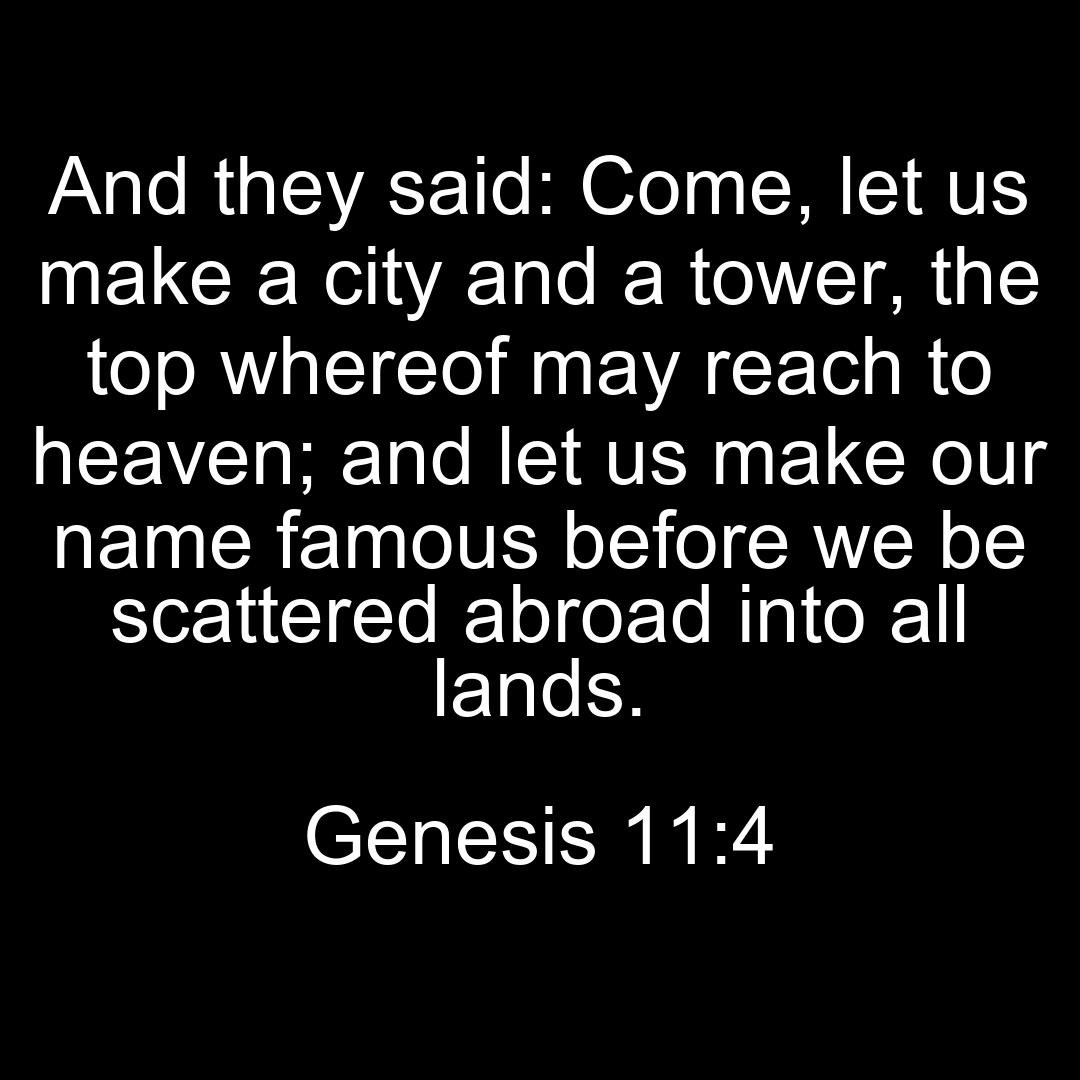 And they said: Come, let us
make a city and a tower, the
top whereof may reach to
heaven; and let us make our
name famous before we be
scattered abroad into all
lands.
Genesis 11:4